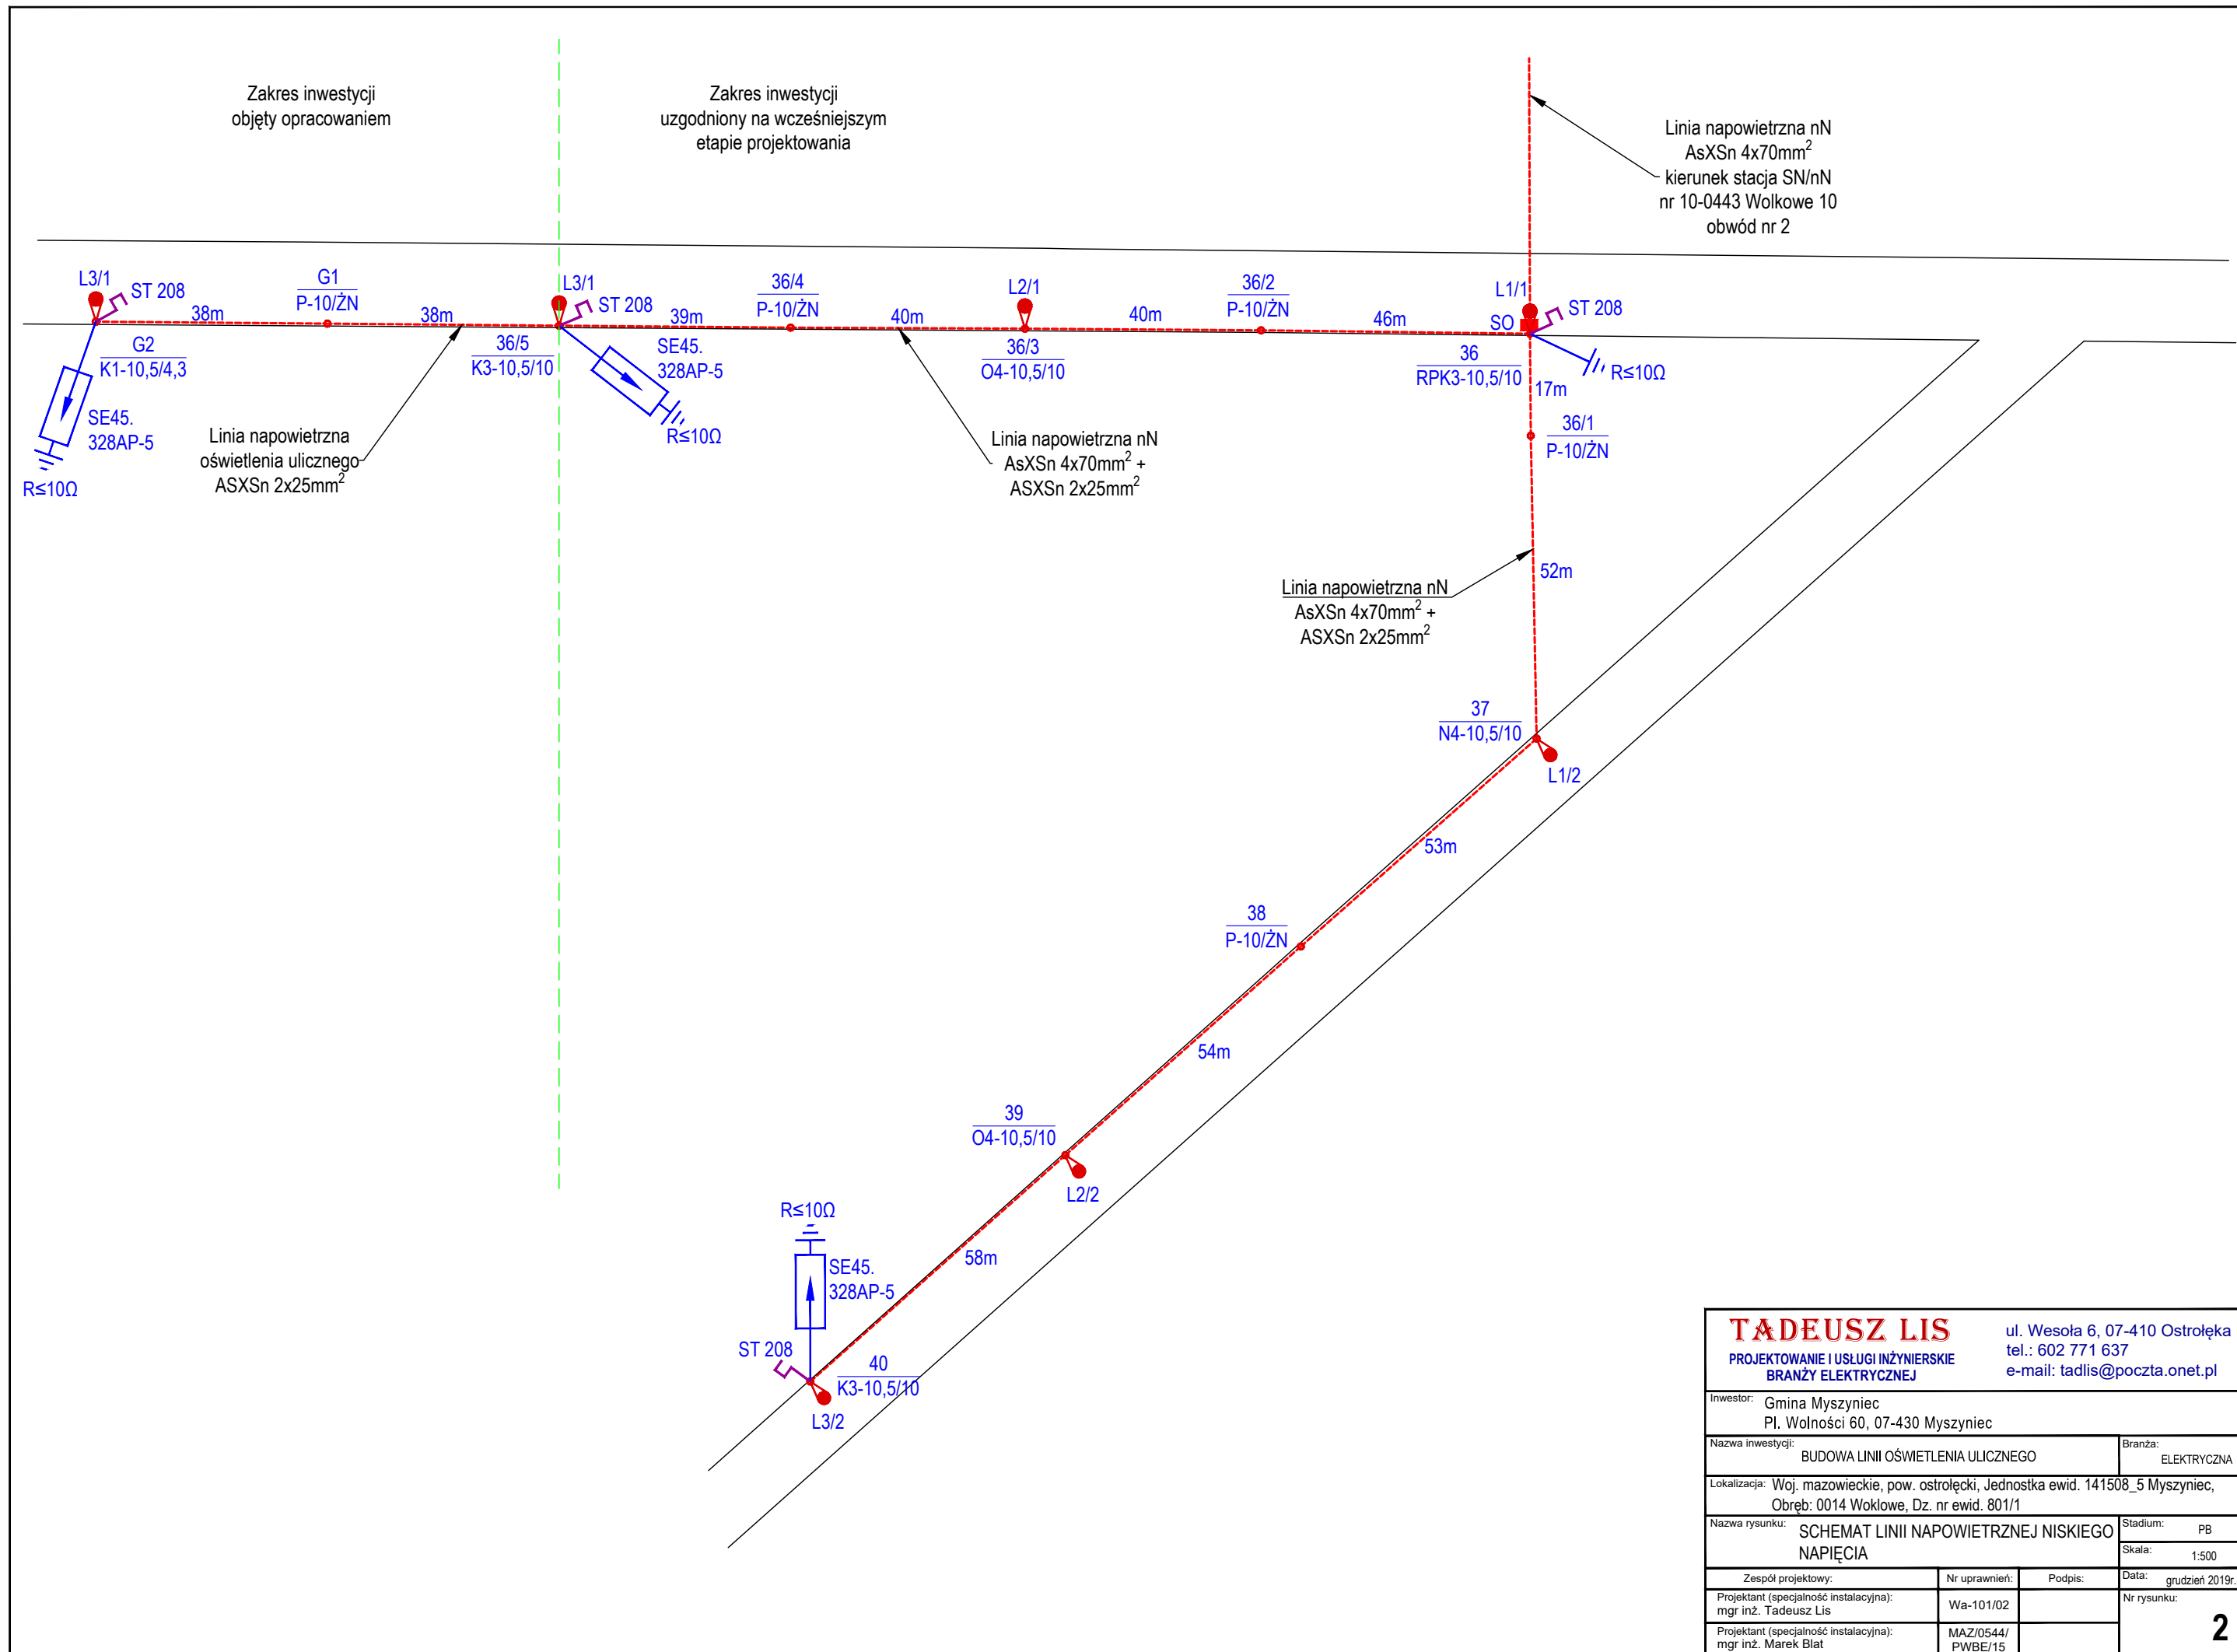 Zakres inwestycji
objęty opracowaniem
Zakres inwestycji
uzgodniony na wcześniejszym
etapie projektowania
Linia napowietrzna nN
AsXSn 4x70mm²
kierunek stacja SN/nN
nr 10-0443 Wolkowe 10
obwód nr 2
L3/1
ST 208
38m
G1
P-10/ŻN
38m
L3/1
ST 208
39m
36/4
P-10/ŻN
40m
L2/1
40m
36/2
P-10/ŻN
46m
L1/1
SO
ST 208
G2
K1-10,5/4,3
SE45.
328AP-5
R≤10Ω
Linia napowietrzna
oświetlenia ulicznego
ASXSn 2x25mm²
36/5
K3-10,5/10
SE45.
328AP-5
R≤10Ω
36/3
O4-10,5/10
Linia napowietrzna nN
AsXSn 4x70mm² +
ASXSn 2x25mm²
36
RPK3-10,5/10
R≤10Ω
17m
36/1
P-10/ŻN
52m
Linia napowietrzna nN
AsXSn 4x70mm² +
ASXSn 2x25mm²
37
N4-10,5/10
L1/2
53m
38
P-10/ŻN
54m
39
O4-10,5/10
L2/2
58m
R≤10Ω
SE45.
328AP-5
ST 208
40
K3-10,5/10
L3/2
TADEUSZ LIS
PROJEKTOWANIE I USŁUGI INŻYNIERSKIE
BRANŻY ELEKTRYCZNEJ
ul. Wesoła 6, 07-410 Ostrołęka
tel.: 602 771 637
e-mail: tadlis@poczta.onet.pl
Inwestor: Gmina Myszyniec
Pl. Wolności 60, 07-430 Myszyniec
Nazwa inwestycji: BUDOWA LINII OŚWIETLENIA ULICZNEGO
Branża: ELEKTRYCZNA
Lokalizacja: Woj. mazowieckie, pow. ostrołęcki, Jednostka ewid. 141508_5 Myszyniec,
Obręb: 0014 Woklowe, Dz. nr ewid. 801/1
Nazwa rysunku: SCHEMAT LINII NAPOWIETRZNEJ NISKIEGO
NAPIĘCIA
Stadium: PB
Skala: 1:500
Zespół projektowy: Nr uprawnień: Podpis:
Data: grudzień 2019r.
Projektant (specjalność instalacyjna):
mgr inż. Tadeusz Lis
Wa-101/02
Nr rysunku:
2
Projektant (specjalność instalacyjna):
mgr inż. Marek Blat
MAZ/0544/
PWBE/15